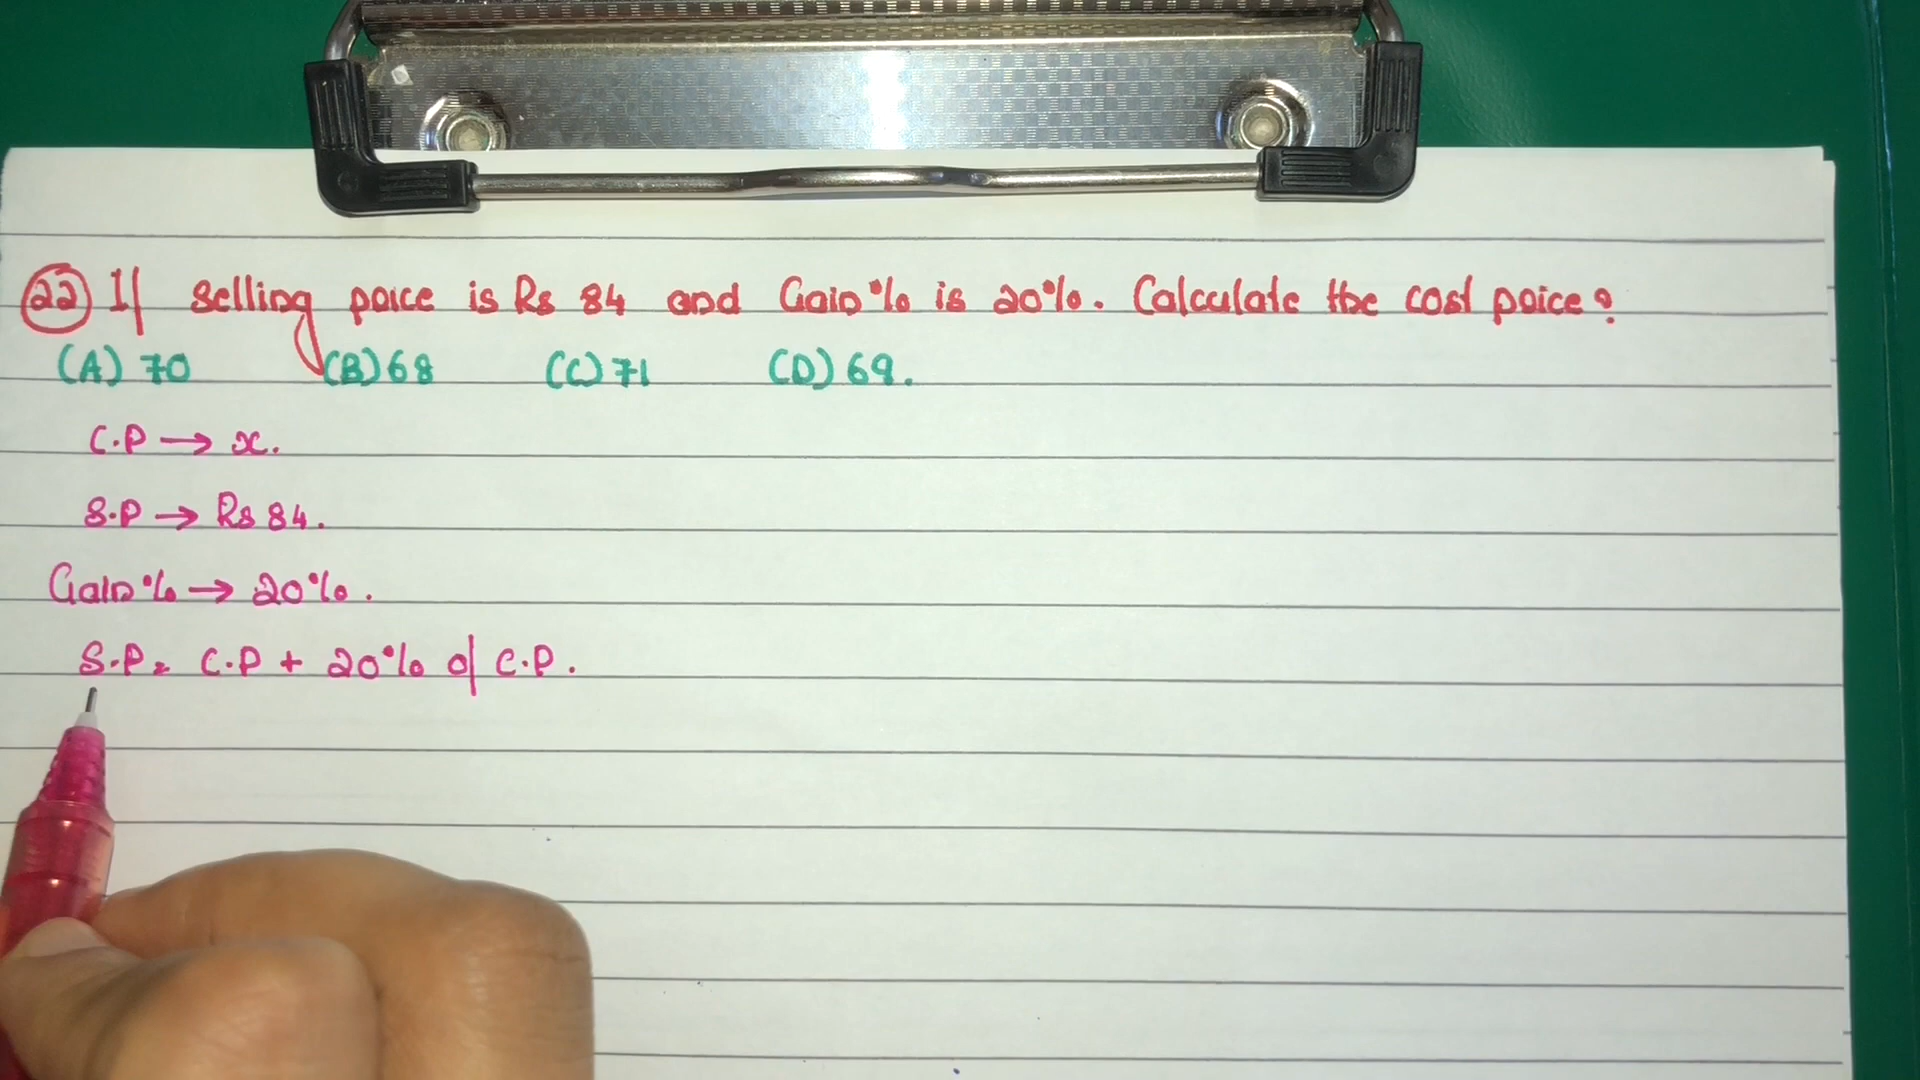 22 If selling price is Rs 84 and Gain% is 20%. Calculate the cost price?
(A) 70 (B) 68 (C) 71 (D) 69.
C.P → x.
S.P → Rs 84.
Gain% → 20%.
S.P = C.P + 20% of C.P.